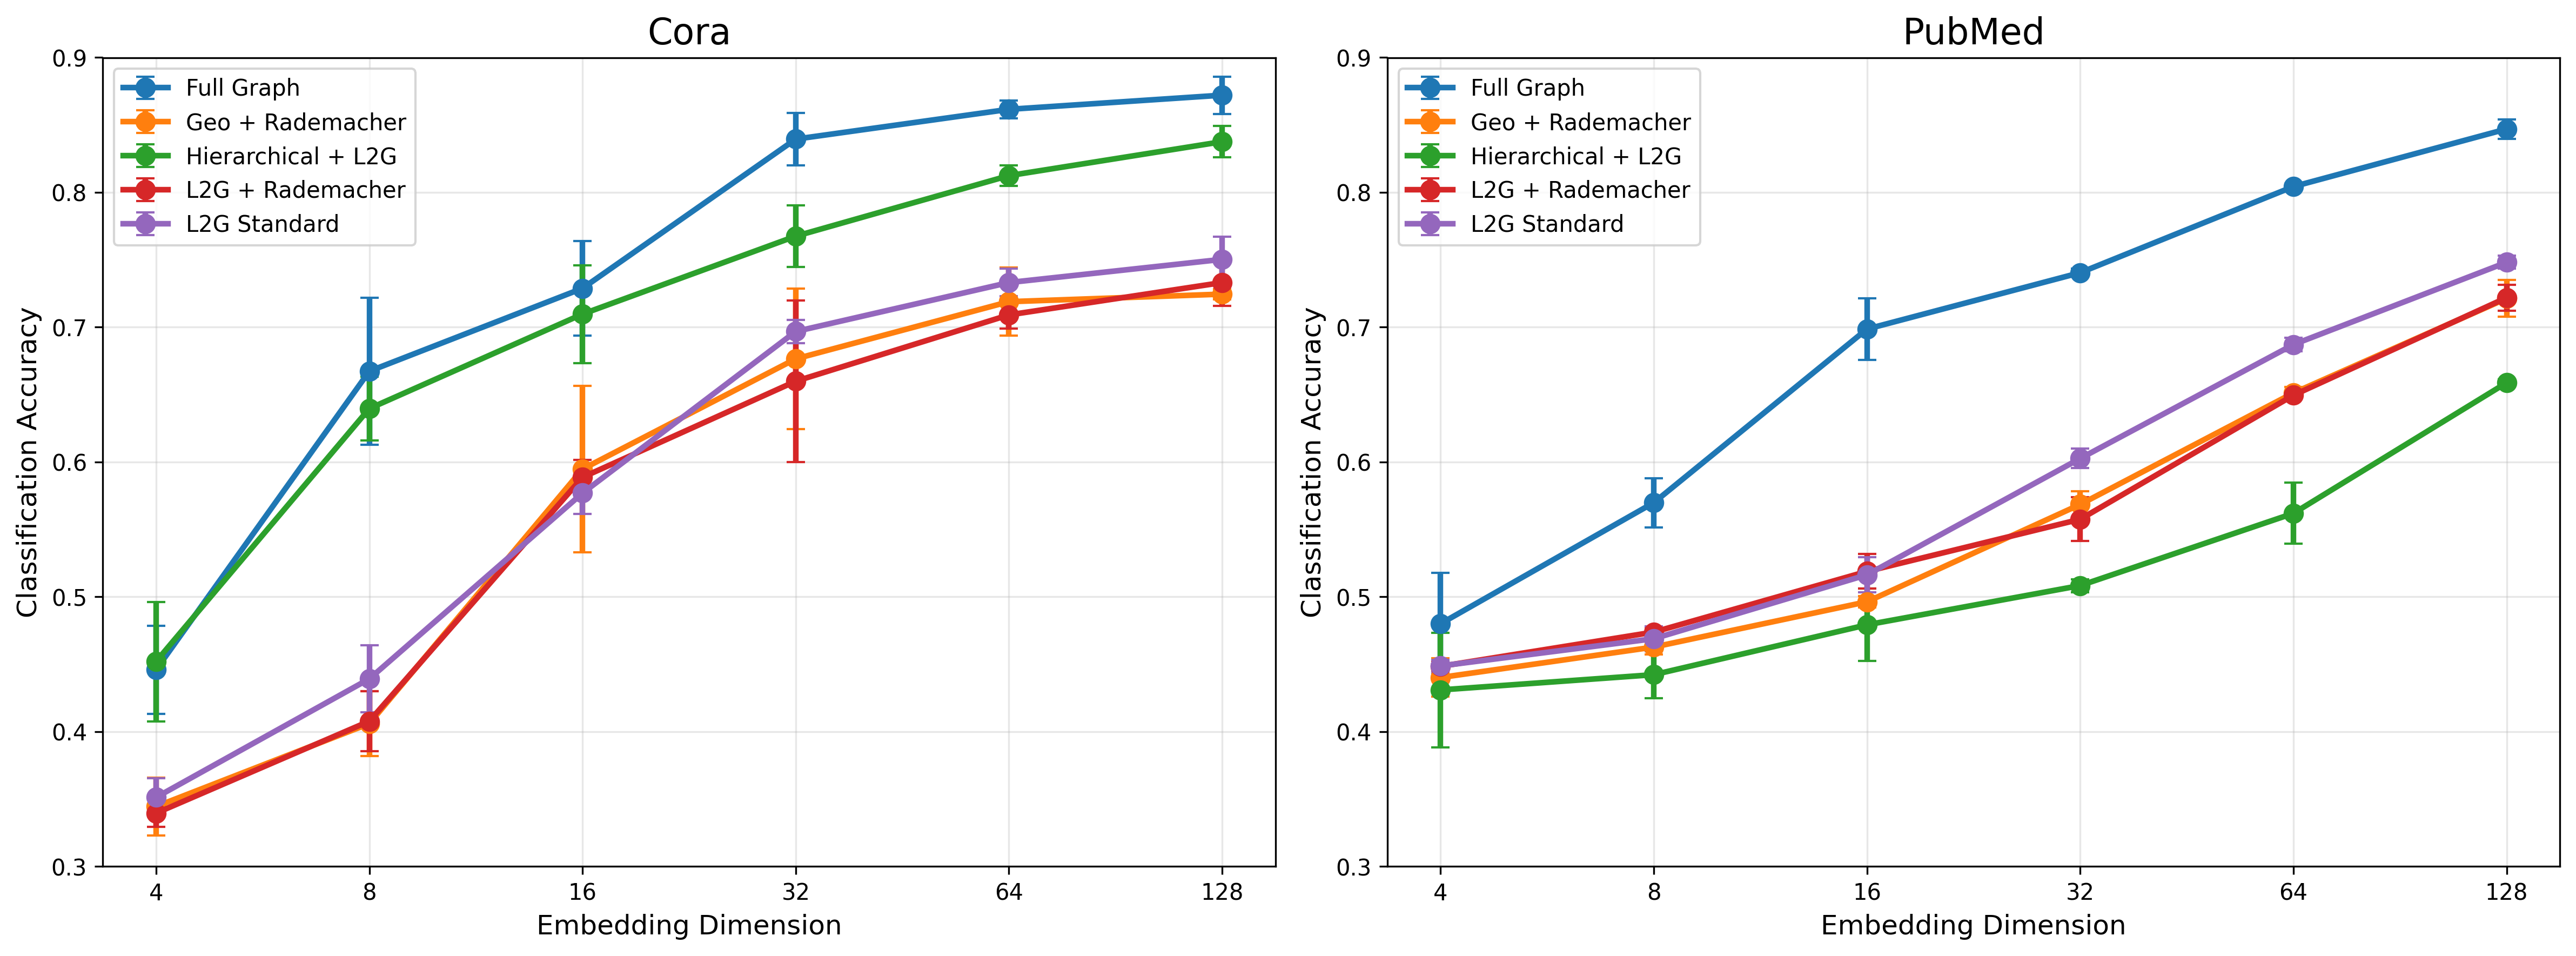 Cora
Classification Accuracy
0.9
0.8
0.7
0.6
0.5
0.4
0.3
Full Graph
Geo + Rademacher
Hierarchical + L2G
L2G + Rademacher
L2G Standard
4 8 16 32 64 128
Embedding Dimension
PubMed
Classification Accuracy
0.9
0.8
0.7
0.6
0.5
0.4
0.3
Full Graph
Geo + Rademacher
Hierarchical + L2G
L2G + Rademacher
L2G Standard
4 8 16 32 64 128
Embedding Dimension